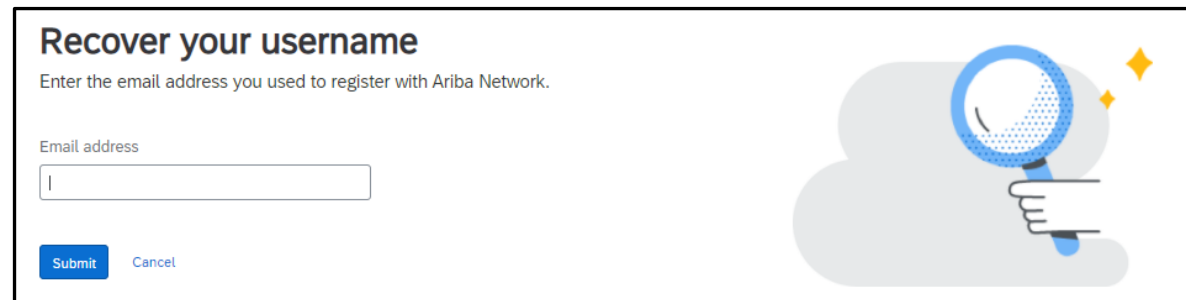 Recover your username
Enter the email address you used to register with Ariba Network.
Email address
Submit Cancel